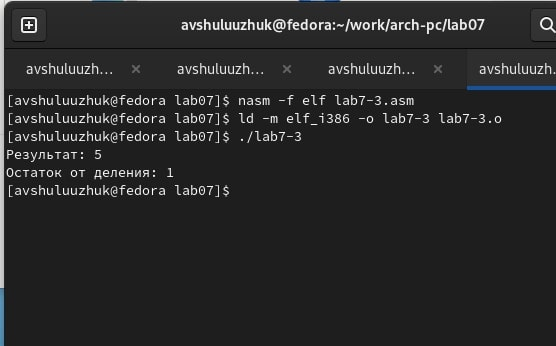 avshuluuzhuk@fedora:~/work/arch-pc/lab07
avshuluuzh... × avshuluuzh... × avshuluuzh... × avshuluuzh.
[avshuluuzhuk@fedora lab07]$ nasm -f elf lab7-3.asm
[avshuluuzhuk@fedora lab07]$ ld -m elf_i386 -o lab7-3 lab7-3.o
[avshuluuzhuk@fedora lab07]$ ./lab7-3
Результат: 5
Остаток от деления: 1
[avshuluuzhuk@fedora lab07]$